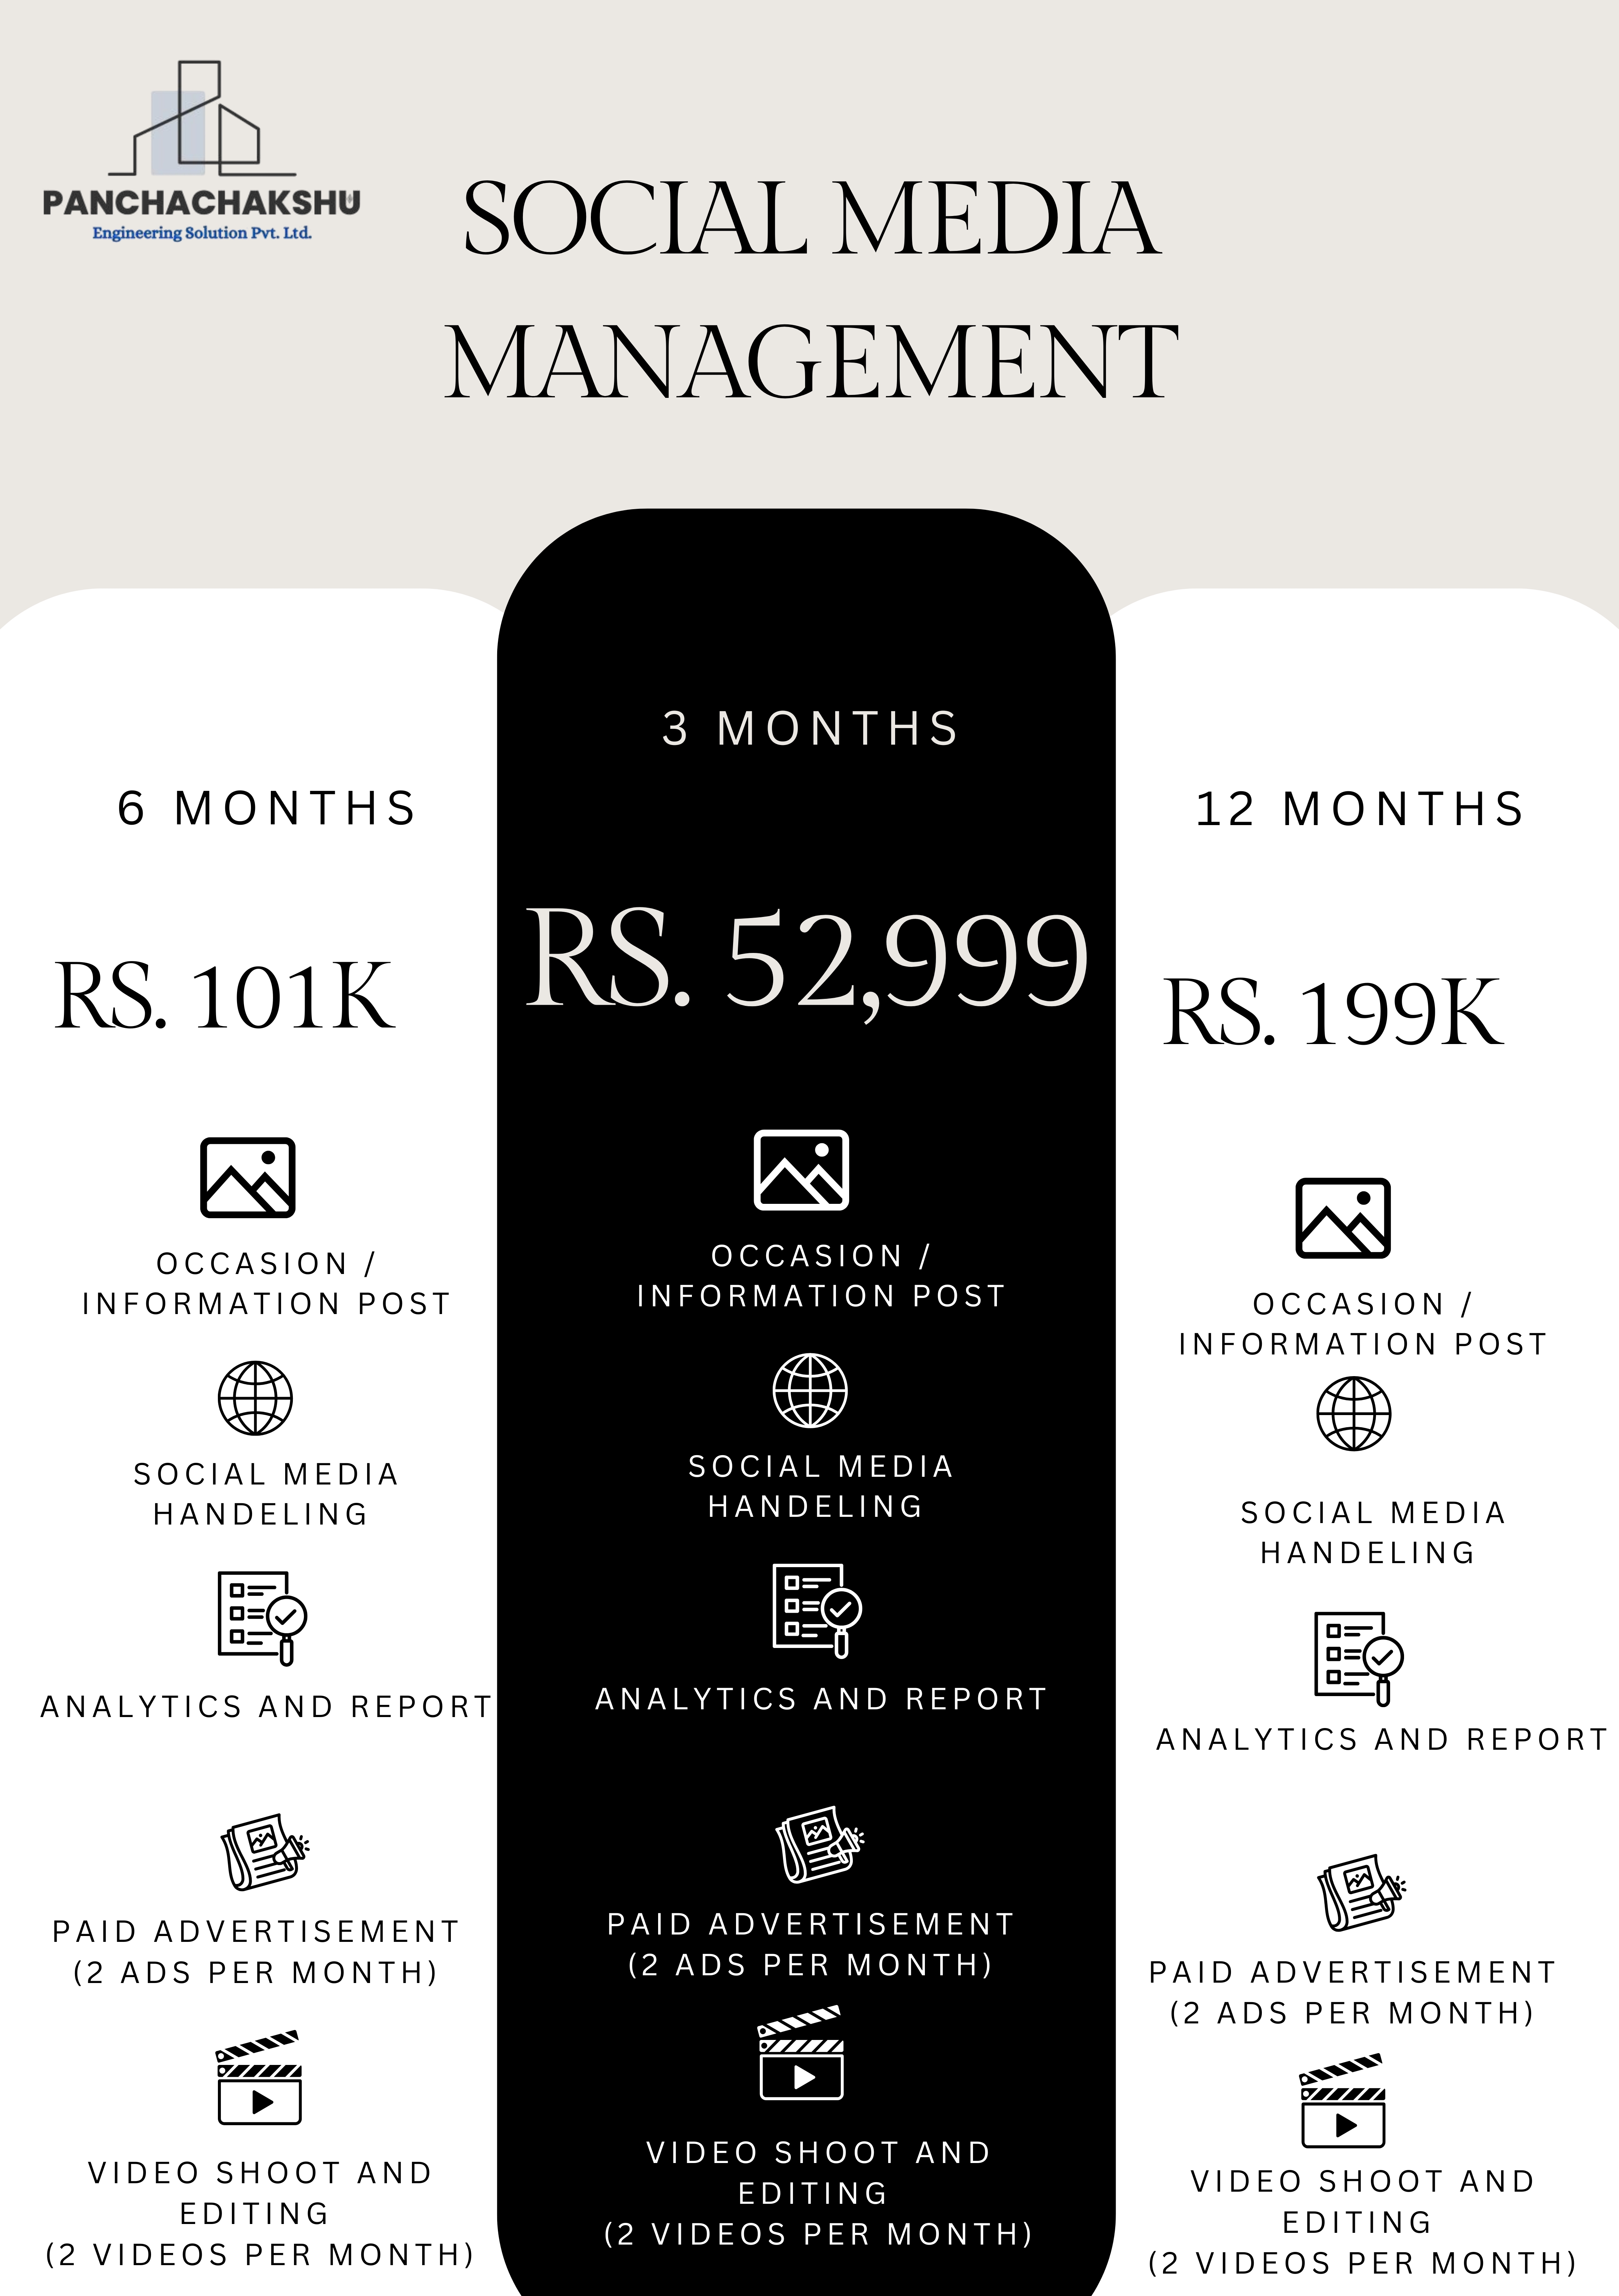 PANCHACHAKSHU
Engineering Solution Pvt. Ltd.
SOCIAL MEDIA
MANAGEMENT
6 MONTHS
RS. 101K
OCCASION /
INFORMATION POST
SOCIAL MEDIA
HANDELING
ANALYTICS AND REPORT
PAID ADVERTISEMENT
(2 ADS PER MONTH)
VIDEO SHOOT AND
EDITING
(2 VIDEOS PER MONTH)
3 MONTHS
RS. 52,999
OCCASION /
INFORMATION POST
SOCIAL MEDIA
HANDELING
ANALYTICS AND REPORT
PAID ADVERTISEMENT
(2 ADS PER MONTH)
VIDEO SHOOT AND
EDITING
(2 VIDEOS PER MONTH)
12 MONTHS
RS. 199K
OCCASION /
INFORMATION POST
SOCIAL MEDIA
HANDELING
ANALYTICS AND REPORT
PAID ADVERTISEMENT
(2 ADS PER MONTH)
VIDEO SHOOT AND
EDITING
(2 VIDEOS PER MONTH)